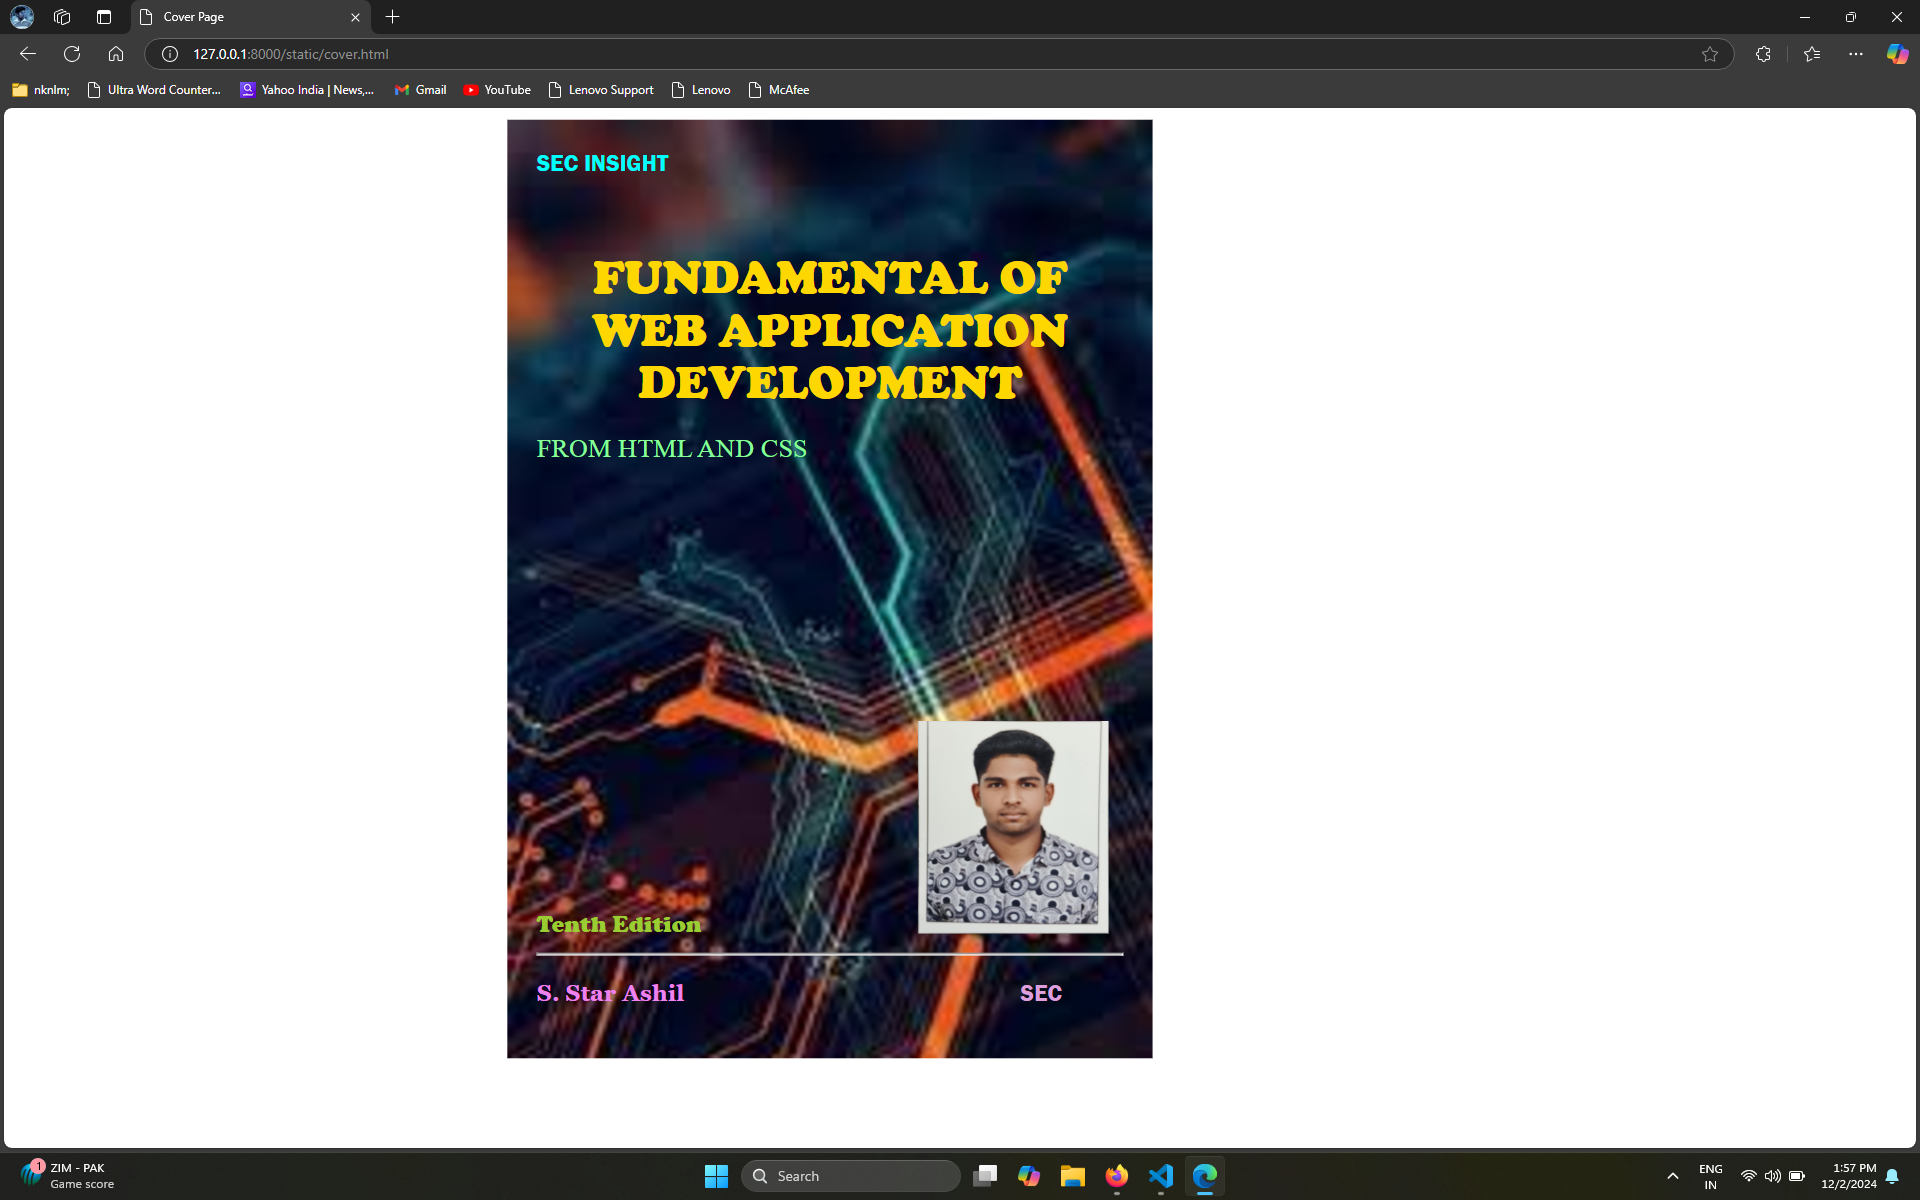 Cover Page
127.0.0.1:8000/static/cover.html
nknlm;
Ultra Word Counter...
Yahoo India | News,...
Gmail
YouTube
Lenovo Support
Lenovo
McAfee
SEC INSIGHT
FUNDAMENTAL OF
WEB APPLICATION
DEVELOPMENT
FROM HTML AND CSS
Tenth Edition
S. Star Ashil
SEC
1
ZIM - PAK
Game score
Search
ENG
IN
1:57 PM
12/2/2024